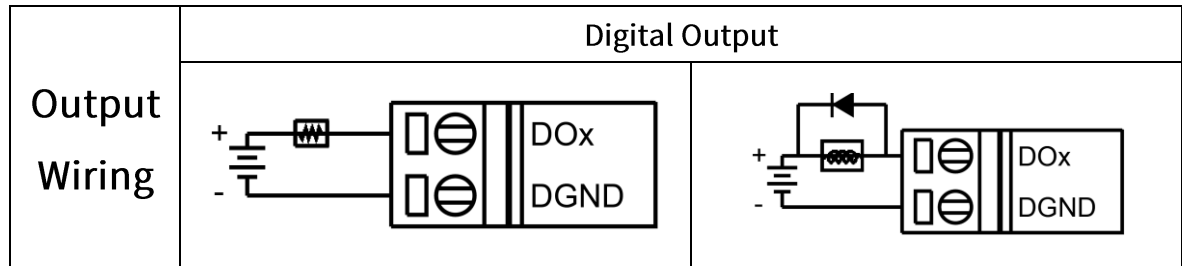 Output
Wiring
Digital Output
+
-
DOx
DGND
+
-
DOx
DGND